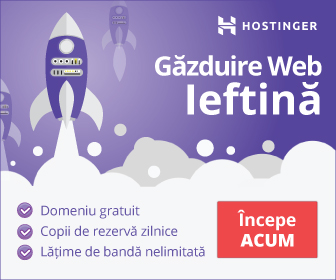 HOSTINGER
Găzduire Web
Ieftină
Domeniu gratuit
Copii de rezervă zilnice
Lățime de bandă nelimitată
Începe
ACUM